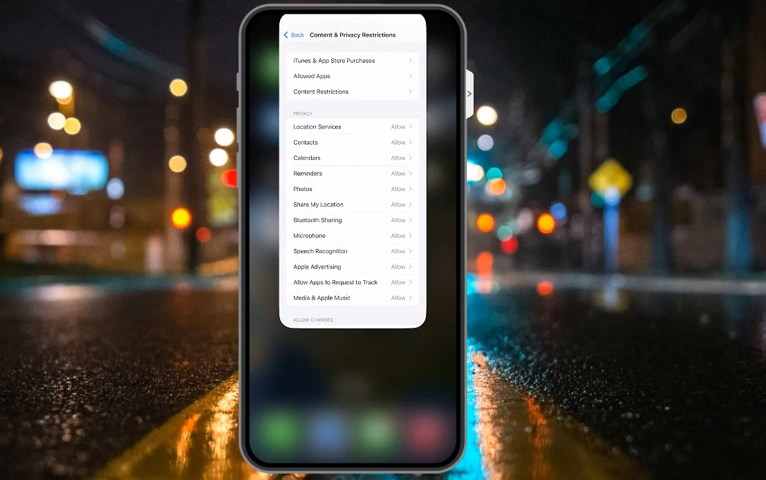 Back Content & Privacy Restrictions
iTunes & App Store Purchases
Allowed Apps
Content Restrictions
PRIVACY
Location Services Allow
Contacts Allow
Calendars Allow
Reminders Allow
Photos Allow
Share My Location Allow
Bluetooth Sharing Allow
Microphone Allow
Speech Recognition Allow
Apple Advertising Allow
Allow Apps to Request to Track Allow
Media & Apple Music Allow
ALLOW CHANGES: